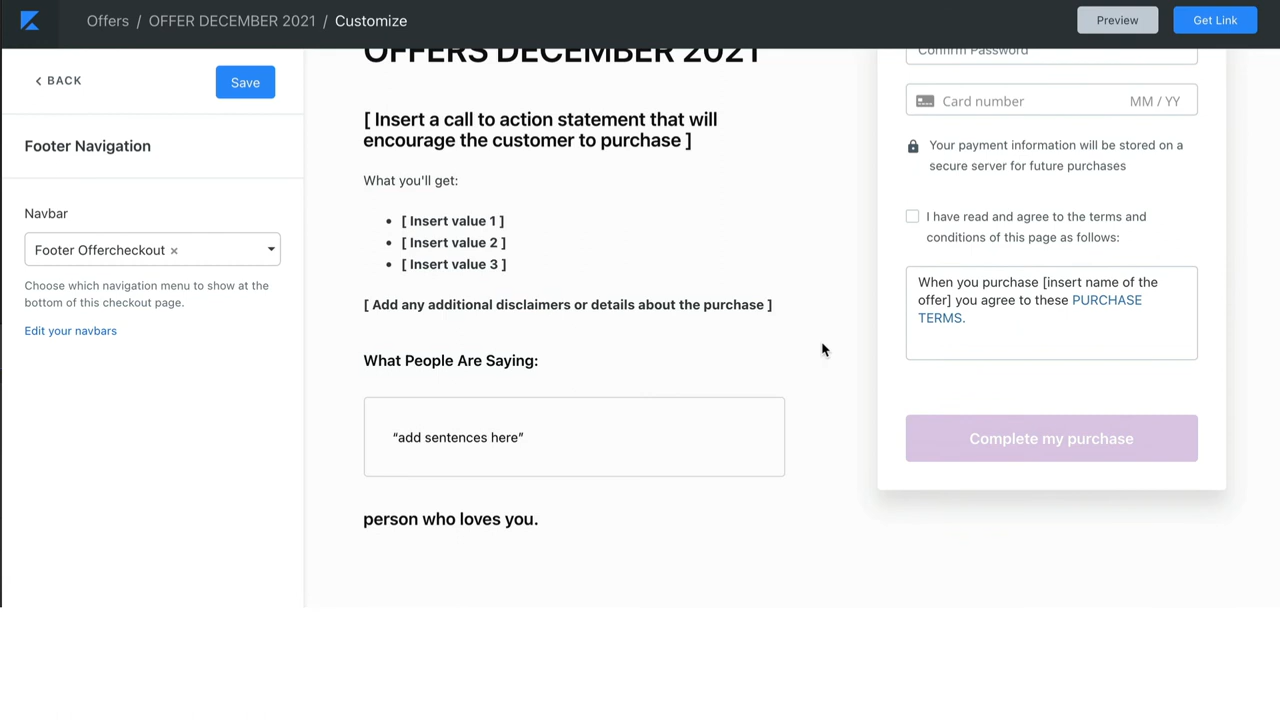 Offers / OFFER DECEMBER 2021 / Customize
Preview
Get Link
BACK
Save
Footer Navigation
Navbar
Footer Offercheckout ×
Choose which navigation menu to show at the
bottom of this checkout page.
Edit your navbars
OFFERS DECEMBER 2021
[ Insert a call to action statement that will
encourage the customer to purchase ]
What you'll get:
• [ Insert value 1 ]
• [ Insert value 2 ]
• [ Insert value 3 ]
[ Add any additional disclaimers or details about the purchase ]
What People Are Saying:
“add sentences here”
person who loves you.
Confirm Password
Card number MM / YY
Your payment information will be stored on a
secure server for future purchases
I have read and agree to the terms and
conditions of this page as follows:
When you purchase [insert name of the
offer] you agree to these PURCHASE
TERMS.
Complete my purchase